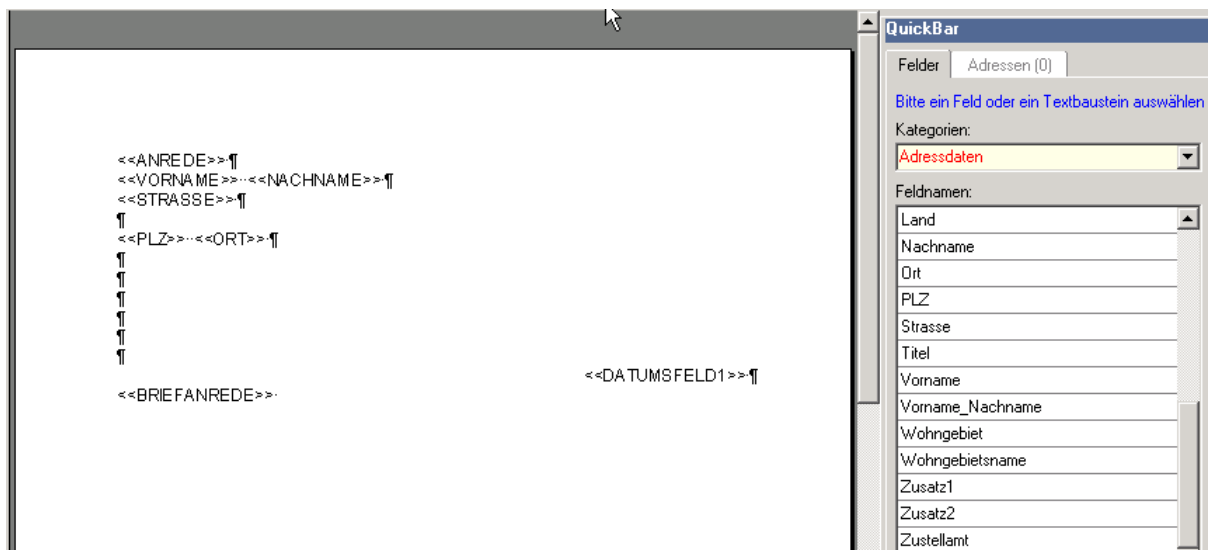 <<ANREDE>>·¶
<<VORNAME>>··<<NACHNAME>>·¶
<<STRASSE>>·¶
¶
<<PLZ>>··<<ORT>>·¶
¶
¶
¶
¶
¶
¶
<<DATUMSFELD1>>·¶
<<BRIEFANREDE>>·
QuickBar
Felder Adressen (0)
Bitte ein Feld oder ein Textbaustein auswählen
Kategorien:
Adressdaten
Feldnamen:
Land
Nachname
Ort
PLZ
Strasse
Titel
Vorname
Vorname_Nachname
Wohngebiet
Wohngebietsname
Zusatz1
Zusatz2
Zustellamt